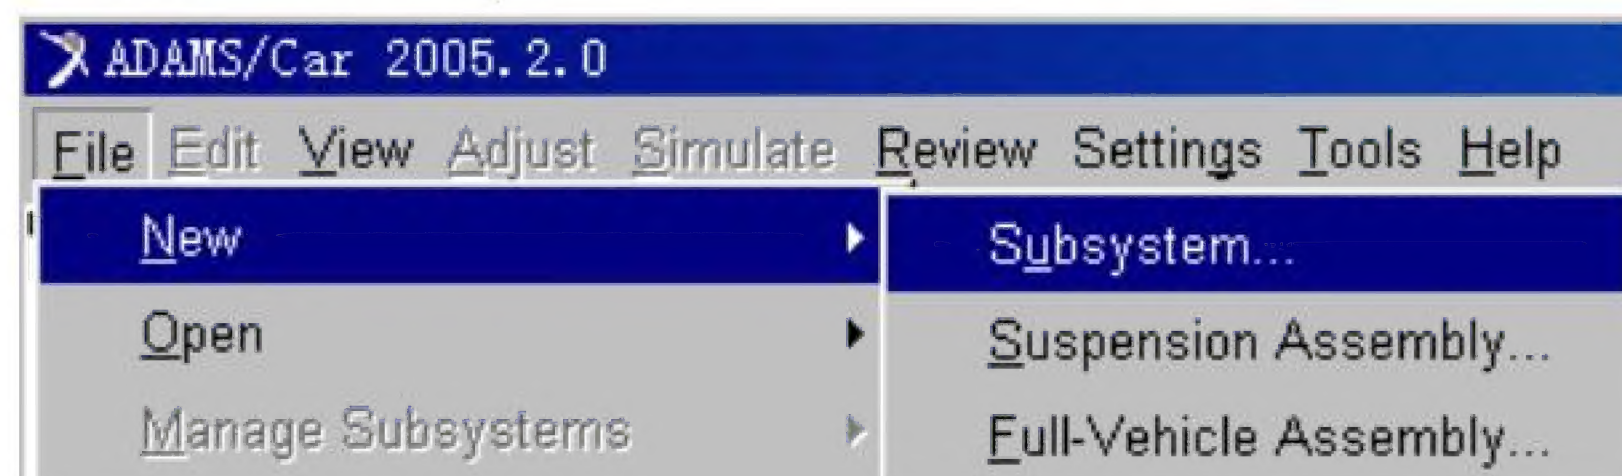 ADAMS/Car 2005.2.0
File Edit View Adjust Simulate Review Settings Tools Help
New Subsystem...
Open Suspension Assembly...
Manage Subsystems Full-Vehicle Assembly...